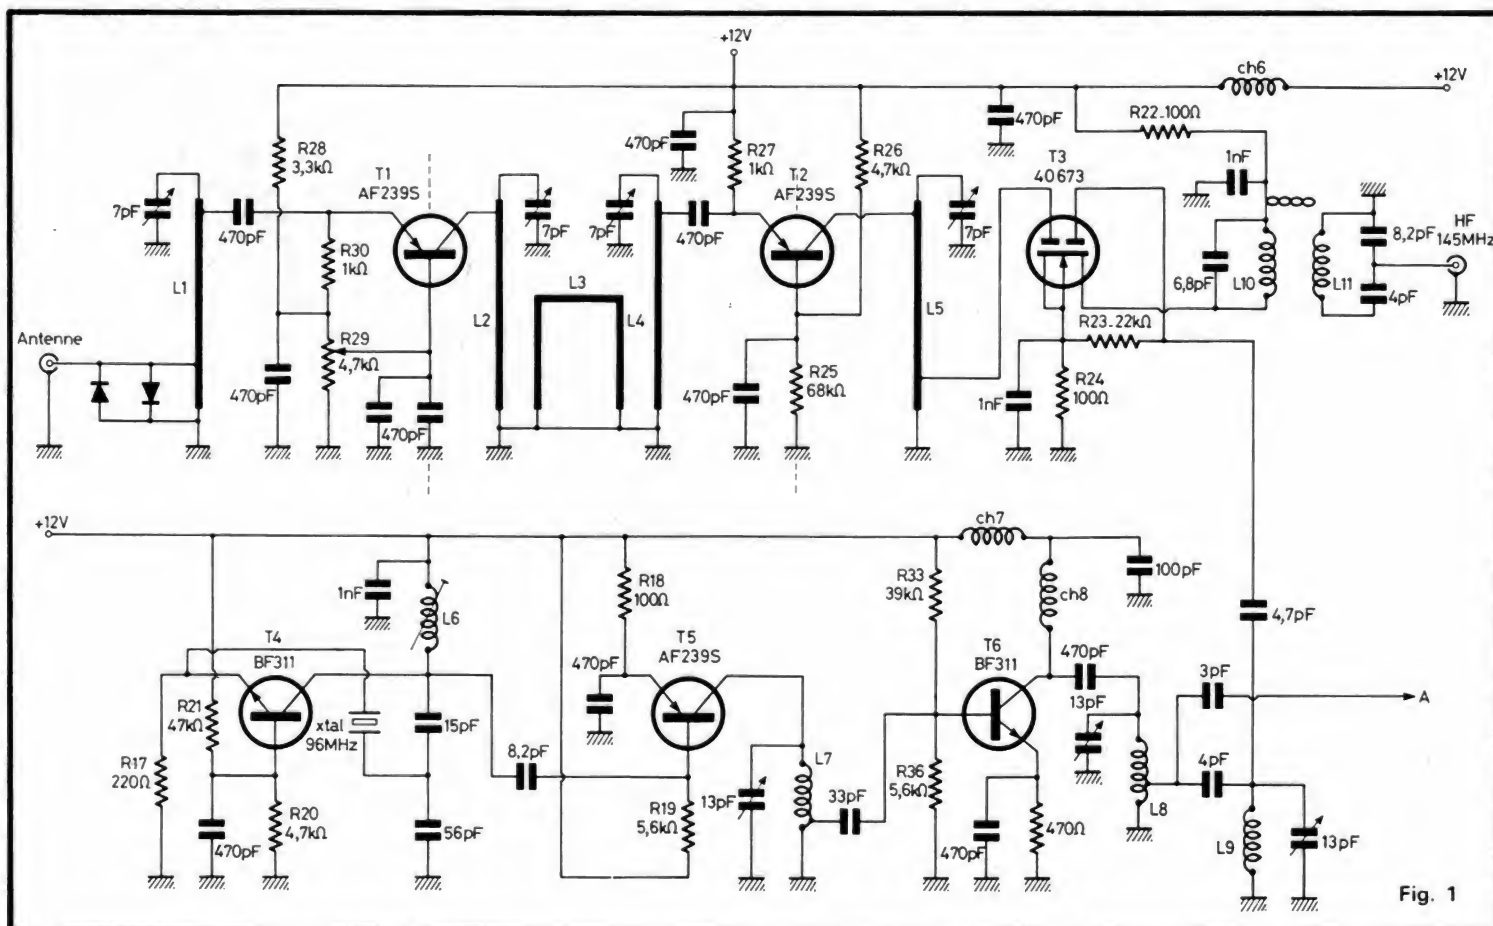 +12V
ch6
+12V
470pF
R22_100Ω
R28
3,3kΩ
T1
AF239S
470pF
R27
1kΩ
T2
AF239S
R26
4,7kΩ
T3
40673
1nF
7pF
470pF
R30
1kΩ
7pF
7pF
470pF
7pF
8,2pF
HF
145MHz
6,8pF
L10
L11
4pF
L1
L2
L3
L4
L5
R23_22kΩ
Antenne
R29
4,7kΩ
470pF
470pF
470pF
R25
68kΩ
1nF
R24
100Ω
+12V
ch7
1nF
L6
R18
100Ω
R33
39kΩ
ch8
100pF
4,7pF
T4
BF311
T5
AF239S
470pF
T6
BF311
470pF
13pF
3pF
A
R21
47kΩ
xtal
96MHz
15pF
8,2pF
R17
220Ω
R20
4,7kΩ
470pF
56pF
R19
5,6kΩ
13pF
L7
33pF
R36
5,6kΩ
470pF
470Ω
4pF
L8
L9
13pF
Fig. 1